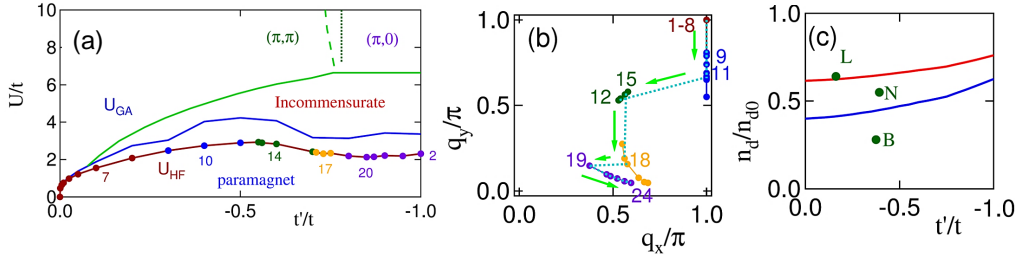 (a)
(π,π)
(π,0)
Incommensurate
U_GA
U_HF
paramagnet
7
10
14
17
20
2
U/t
0
2
4
6
8
10
0.0
-0.5
-1.0
t'/t
(b)
1-8
9
11
15
12
18
19
24
q_y/π
0.0
0.5
1.0
0.0
0.5
1.0
q_x/π
(c)
L
N
B
n_d/n_d0
0.0
0.5
1.0
0.0
-0.5
-1.0
t'/t